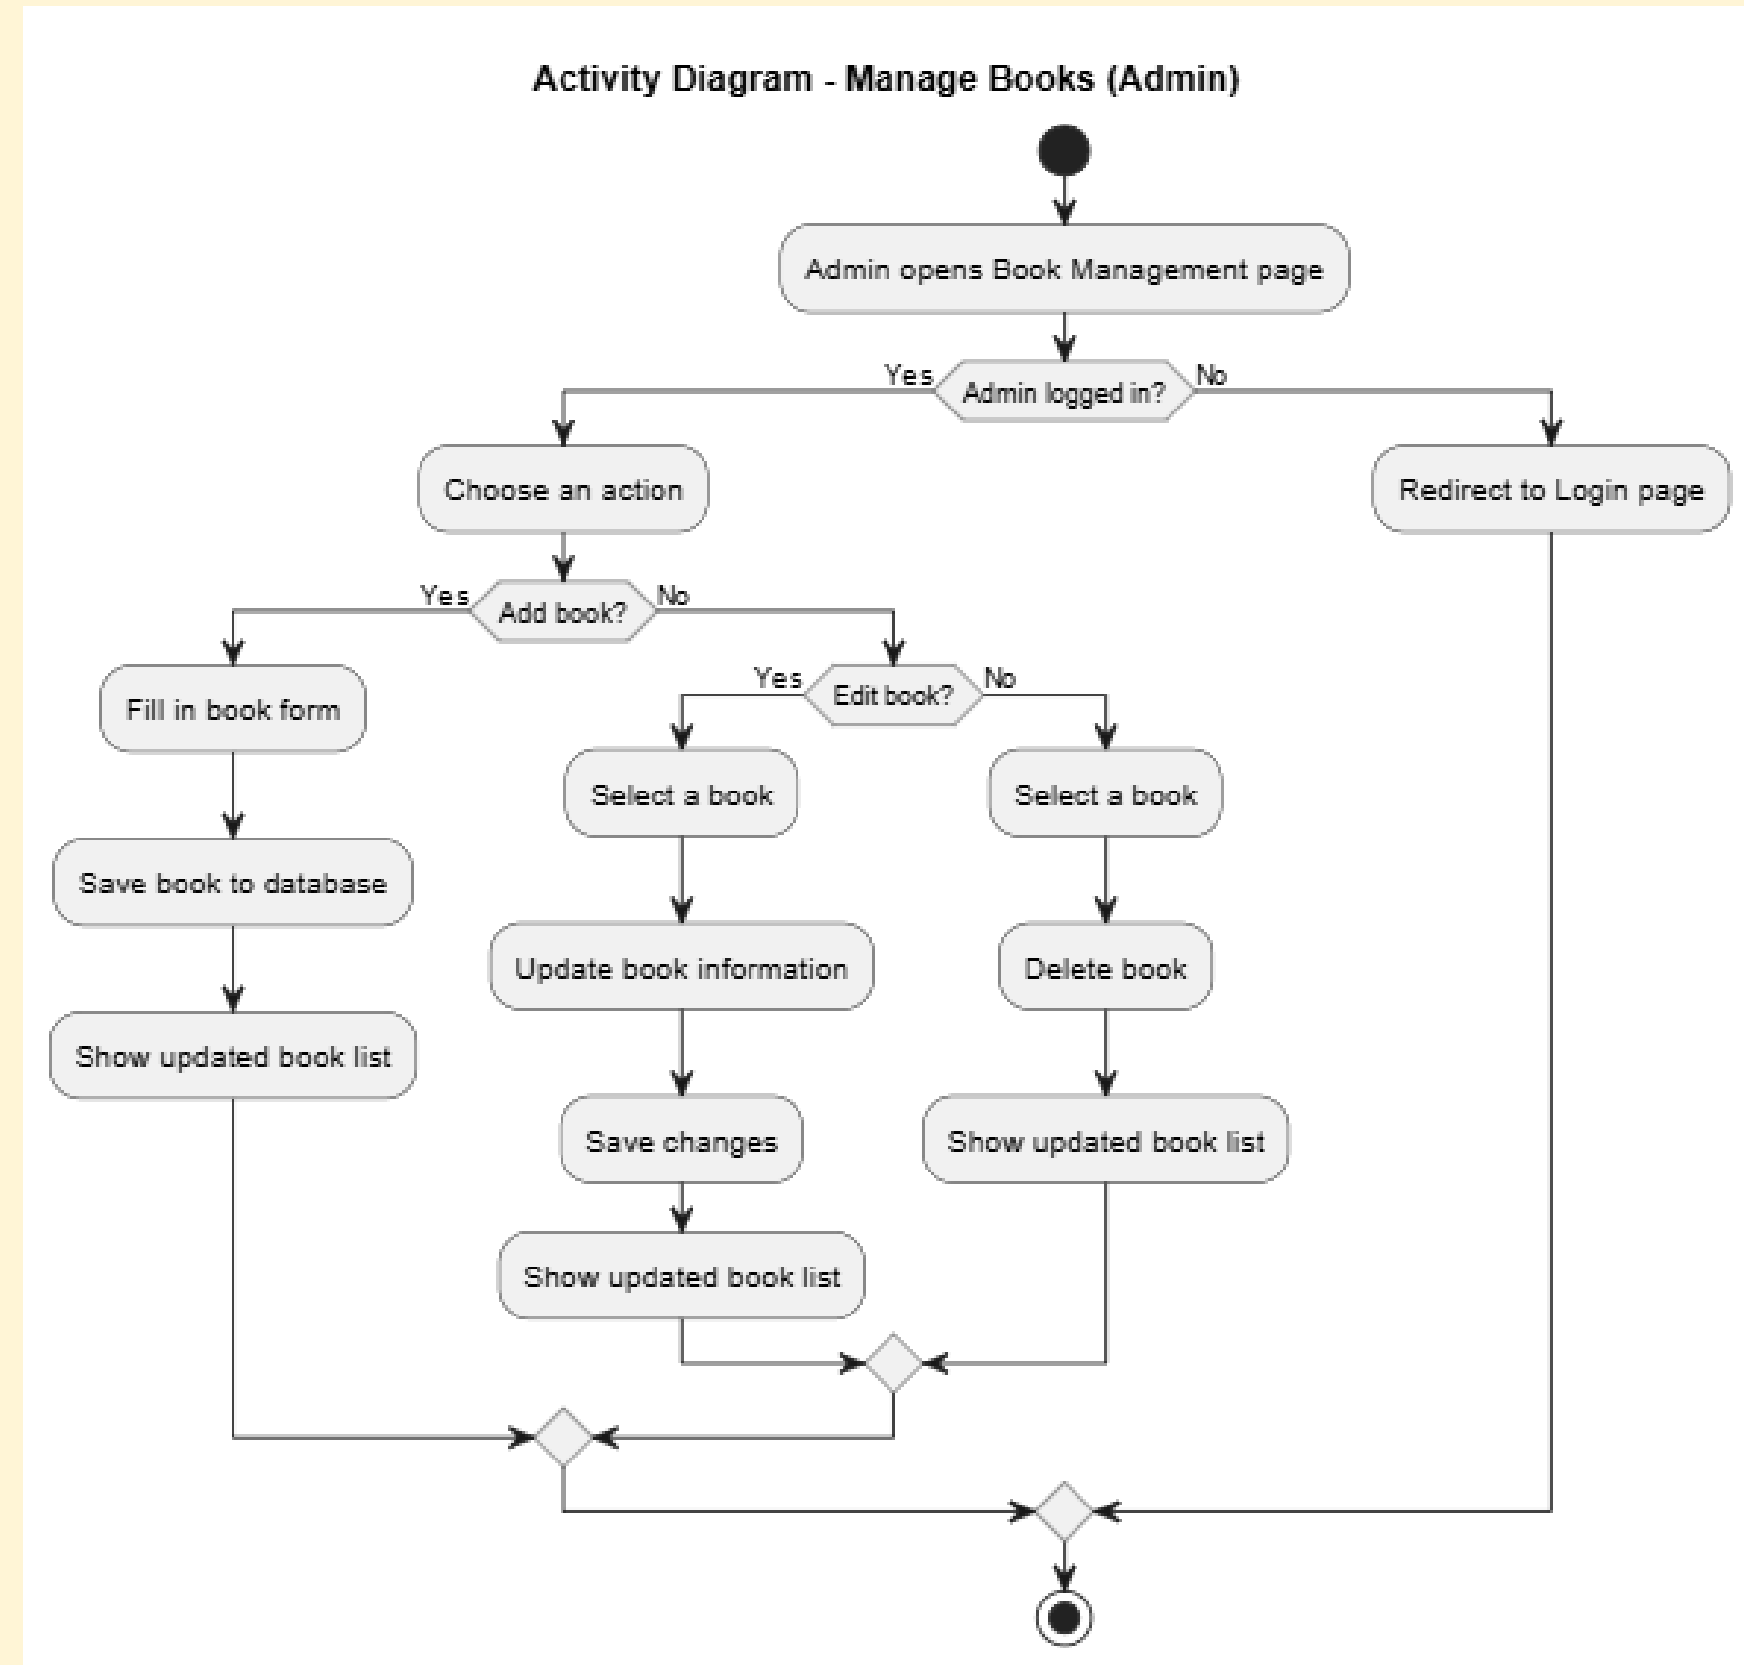 Activity Diagram - Manage Books (Admin)
Admin opens Book Management page
Yes
Admin logged in?
No
Choose an action
Redirect to Login page
Yes
Add book?
No
Fill in book form
Yes
Edit book?
No
Select a book
Select a book
Save book to database
Update book information
Delete book
Show updated book list
Save changes
Show updated book list
Show updated book list